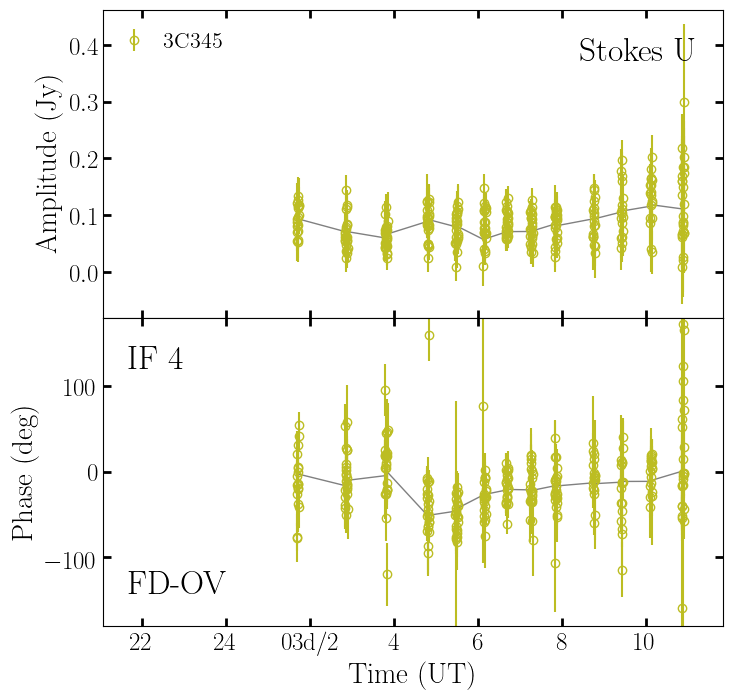 3C345
Stokes U
0.4
0.3
0.2
0.1
0.0
Amplitude (Jy)
IF 4
100
0
−100
Phase (deg)
FD-OV
22 24 03d/2 4 6 8 10
Time (UT)